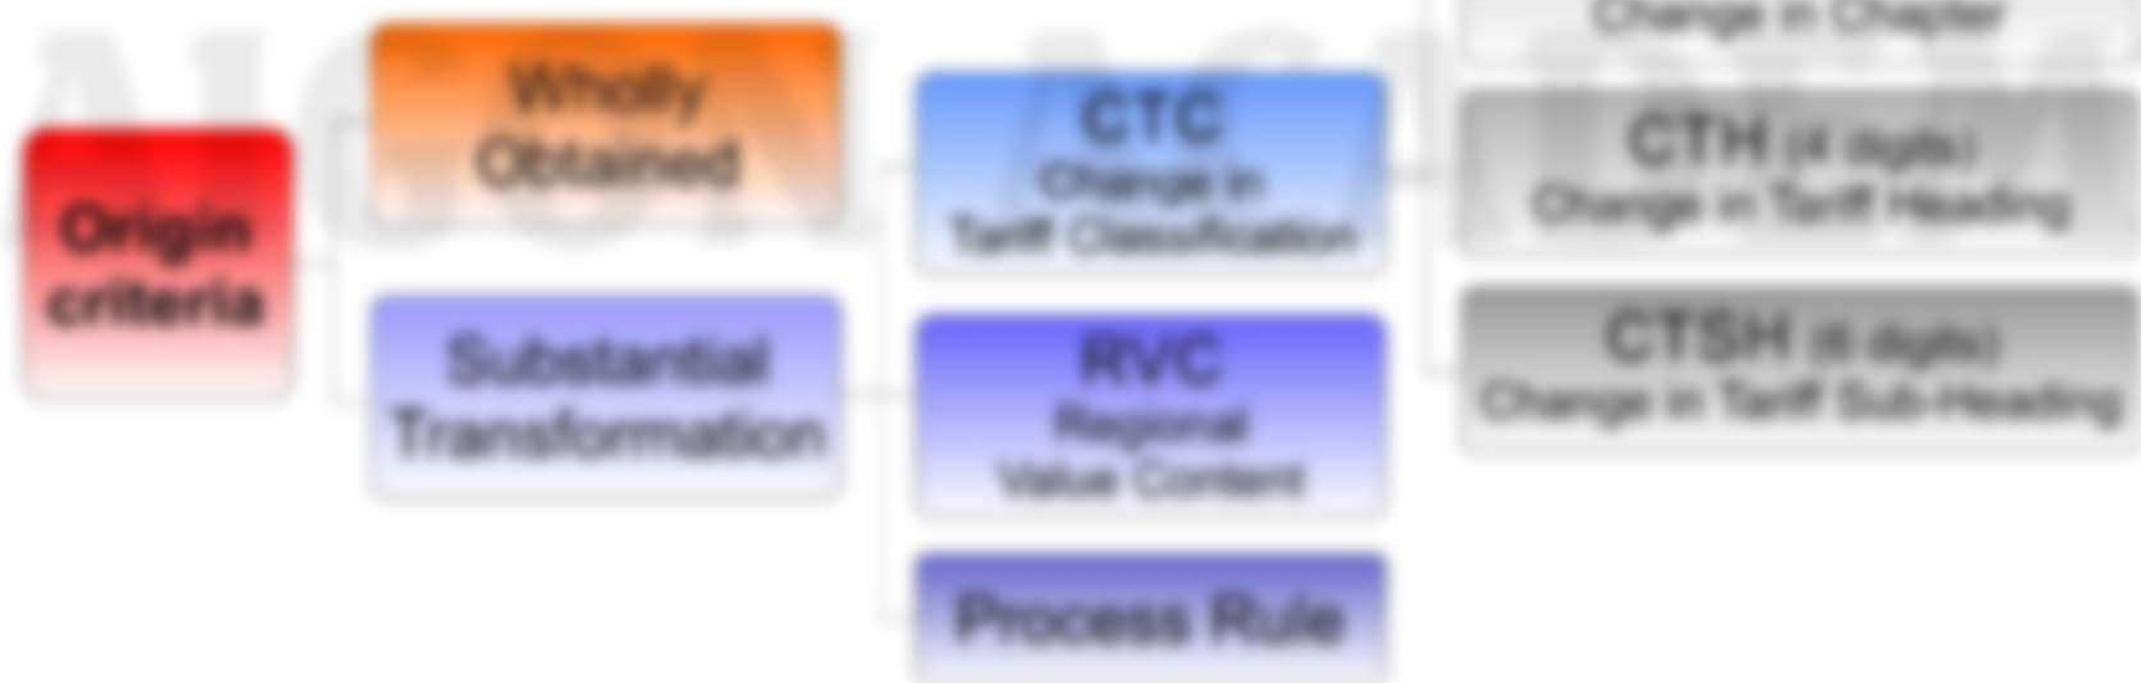 Origin
criteria
Wholly
Obtained
Substantial
Transformation
CTC
Change in
Tariff Classification
RVC
Regional
Value Content
Process Rule
Change in Chapter
CTH (4 digits)
Change in Tariff Heading
CTSH (6 digits)
Change in Tariff Sub-Heading